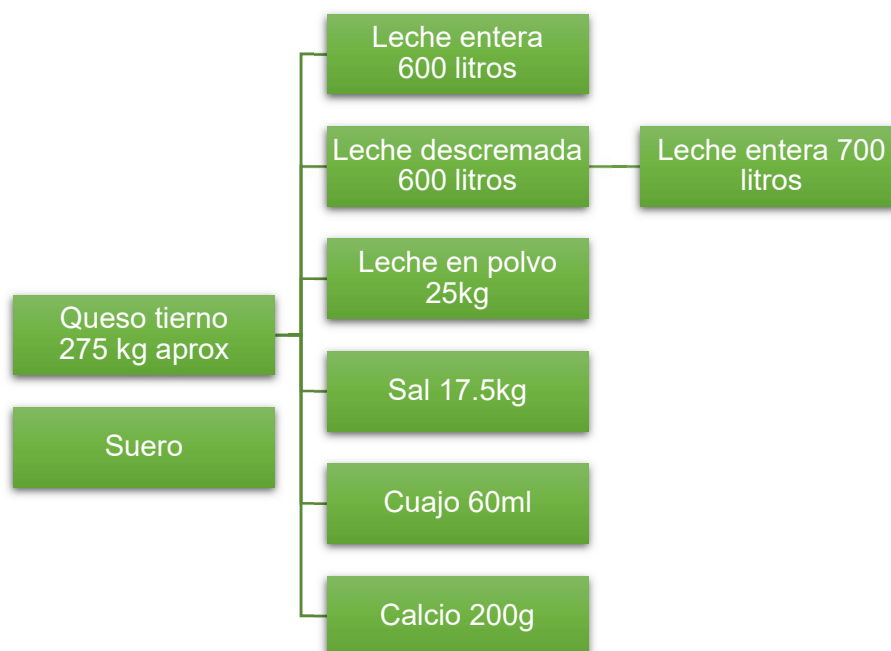 Leche entera
600 litros
Leche descremada
600 litros
Leche entera 700
litros
Leche en polvo
25kg
Queso tierno
275 kg aprox
Sal 17.5kg
Suero
Cuajo 60ml
Calcio 200g